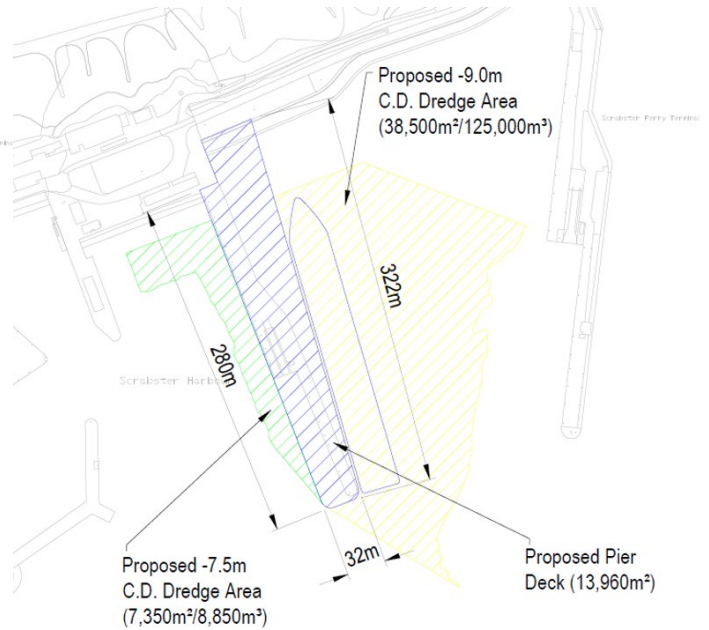 Proposed -9.0m
C.D. Dredge Area
(38,500m²/125,000m³)
Scrabster Ferry Terminal
322m
280m
Scrabster Harbour
32m
Proposed -7.5m
C.D. Dredge Area
(7,350m²/8,850m³)
Proposed Pier
Deck (13,960m²)